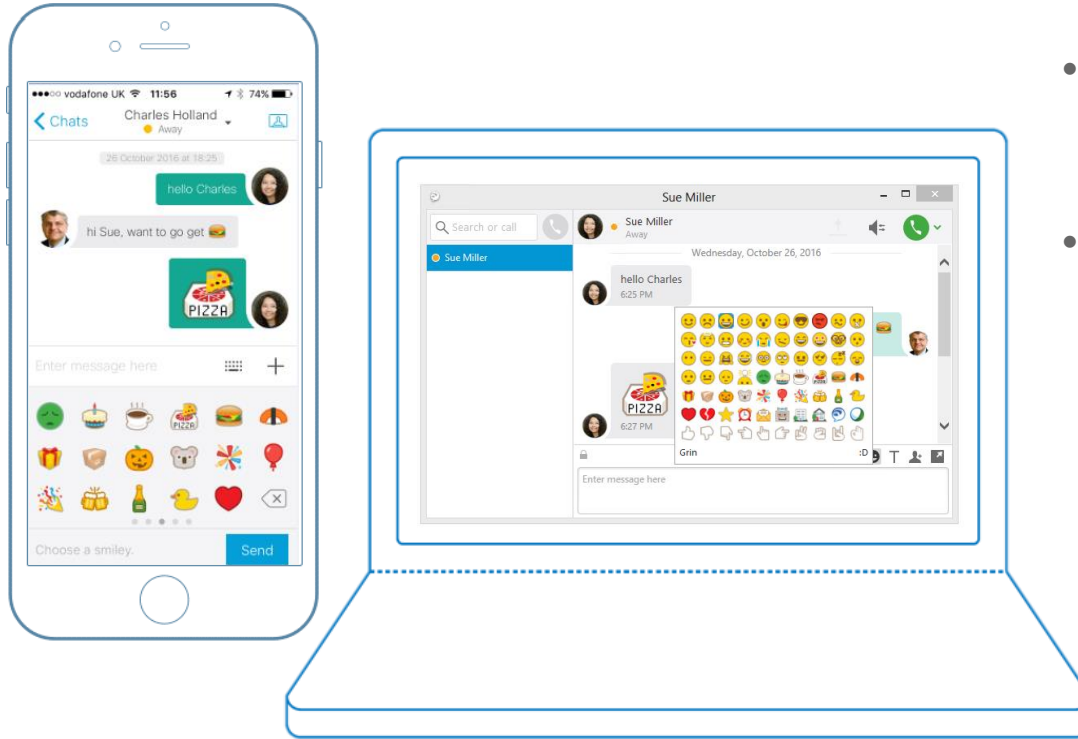 vodafone UK 11:56 74%
Chats
Charles Holland
Away
26 October 2016 at 18:25
hello Charles
hi Sue, want to go get
PIZZA
Enter message here
PIZZA
Choose a smiley.
Send
Sue Miller
Search or call
Sue Miller
Sue Miller
Away
Wednesday, October 26, 2016
hello Charles
6:25 PM
PIZZA
6:27 PM
Grin :D
T
Enter message here